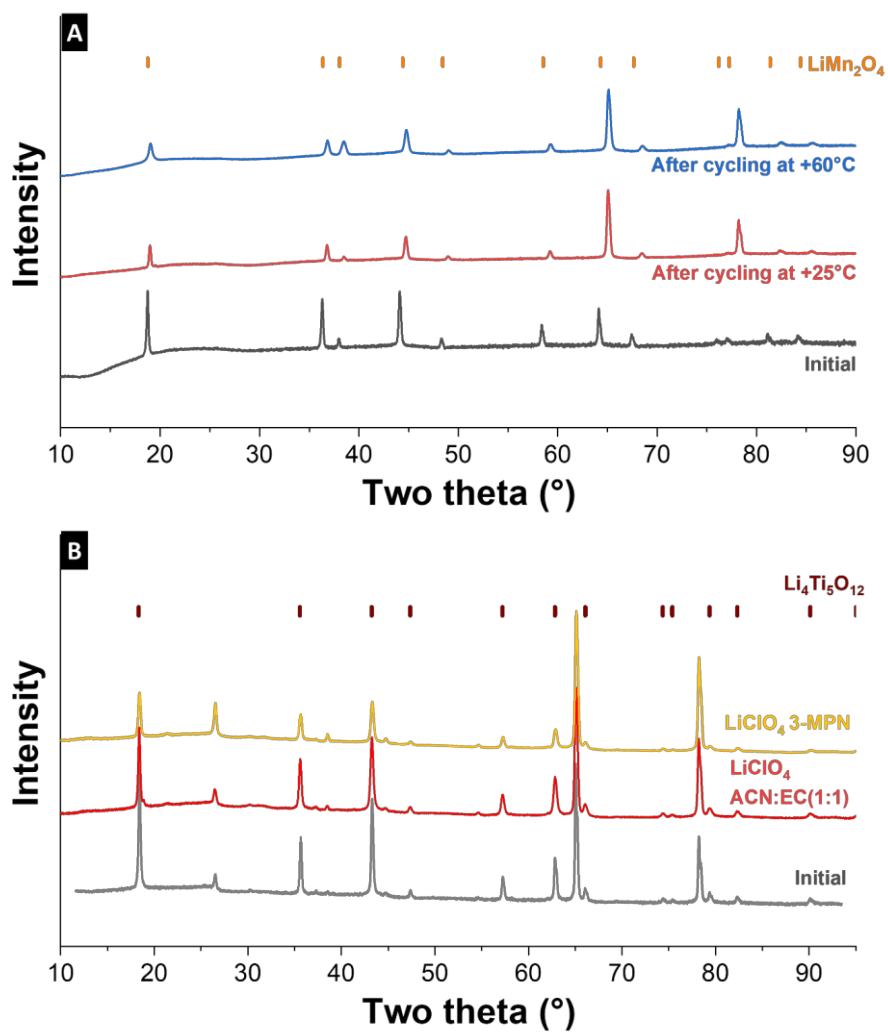 A
LiMn₂O₄
After cycling at +60°C
After cycling at +25°C
Initial
Intensity
10 20 30 40 50 60 70 80 90
Two theta (°)
B
Li₄Ti₅O₁₂
LiClO₄ 3-MPN
LiClO₄
ACN:EC(1:1)
Initial
Intensity
10 20 30 40 50 60 70 80 90
Two theta (°)